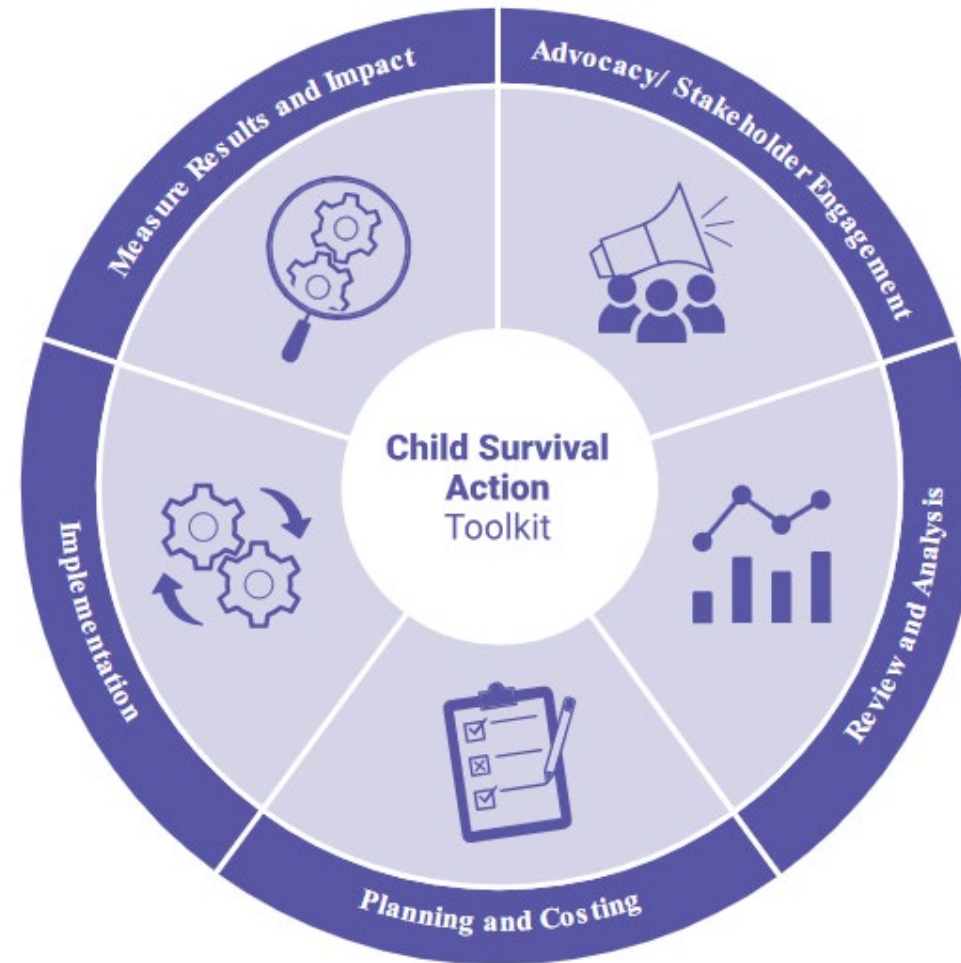 Measure Results and Impact
Advocacy/ Stakeholder Engagement
Child Survival
Action
Toolkit
Implementation
Review and Analysis
Planning and Costing